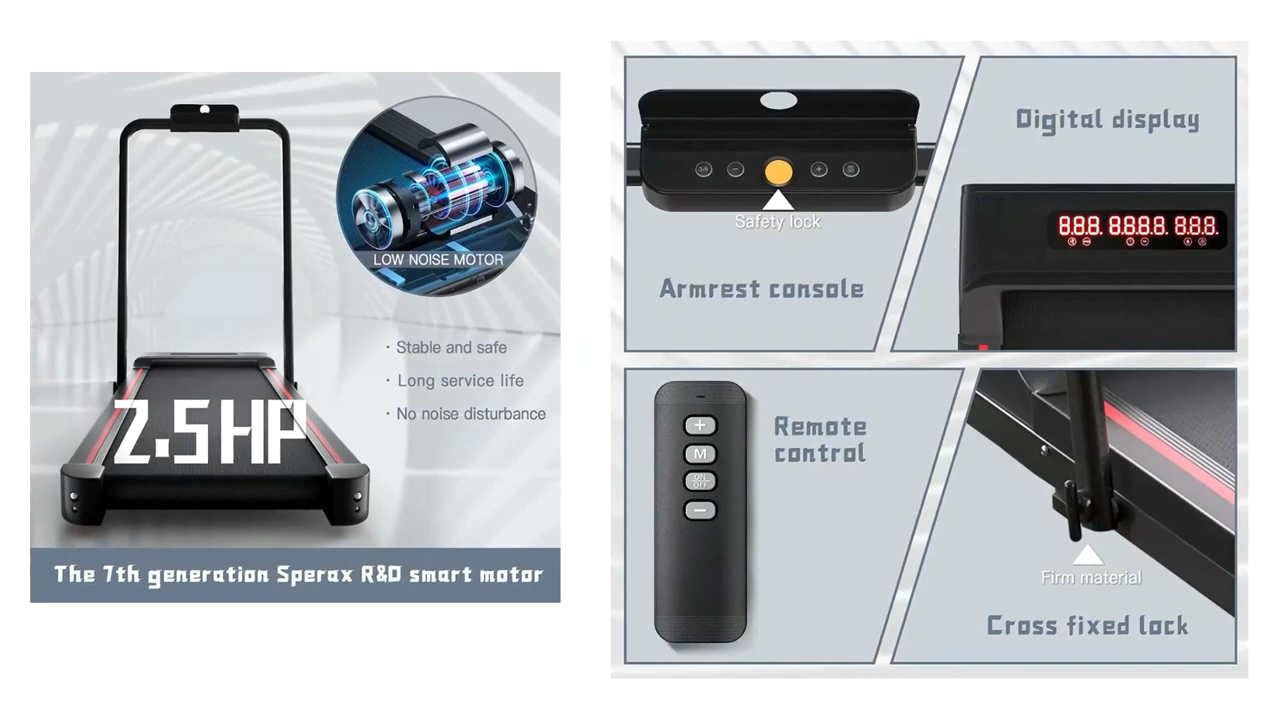 LOW NOISE MOTOR
· Stable and safe
· Long service life
· No noise disturbance
2.5HP
The 7th generation Sperax R&D smart motor
Safety lock
Armrest console
Digital display
8.8.8. 8.8.8.8. 8.8.8.
+
M
ON
OFF
−
Remote
control
Firm material
Cross fixed lock